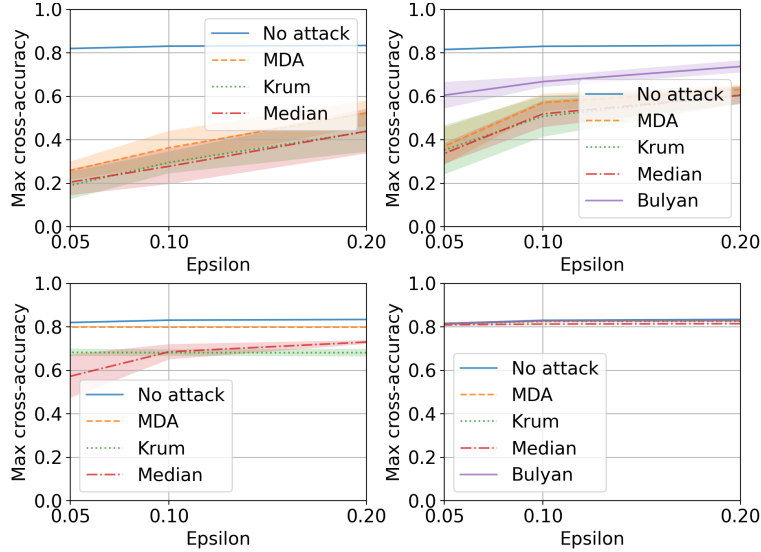 Max cross-accuracy
1.0
0.8
0.6
0.4
0.2
0.0
No attack
MDA
Krum
Median
0.05
0.10
0.20
Epsilon
Max cross-accuracy
1.0
0.8
0.6
0.4
0.2
0.0
No attack
MDA
Krum
Median
Bulyan
0.05
0.10
0.20
Epsilon
Max cross-accuracy
1.0
0.8
0.6
0.4
0.2
0.0
No attack
MDA
Krum
Median
0.05
0.10
0.20
Epsilon
Max cross-accuracy
1.0
0.8
0.6
0.4
0.2
0.0
No attack
MDA
Krum
Median
Bulyan
0.05
0.10
0.20
Epsilon